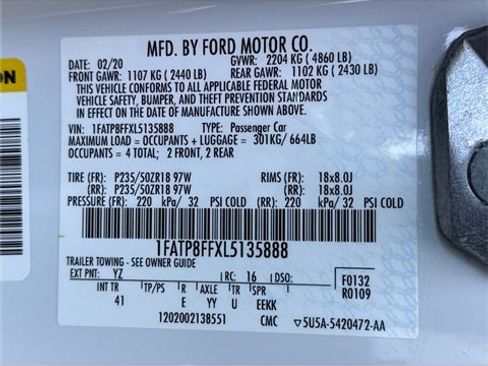 ON
MFD. BY FORD MOTOR CO.
DATE: 02/20 GVWR: 2204 KG ( 4860 LB)
FRONT GAWR: 1107 KG ( 2440 LB) REAR GAWR: 1102 KG ( 2430 LB)
THIS VEHICLE CONFORMS TO ALL APPLICABLE FEDERAL MOTOR
VEHICLE SAFETY, BUMPER, AND THEFT PREVENTION STANDARDS
IN EFFECT ON THE DATE OF MANUFACTURE SHOWN ABOVE.
VIN: 1FATP8FFXL5135888 TYPE: Passenger Car
MAXIMUM LOAD = OCCUPANTS + LUGGAGE = 301KG/ 664LB
OCCUPANTS = 4 TOTAL; 2 FRONT, 2 REAR
TIRE (FR): P235/50ZR18 97W RIMS (FR): 18x8.0J
(RR): P235/50ZR18 97W (RR): 18x8.0J
PRESSURE (FR): 220 kPa/ 32 PSI COLD (RR): 220 kPa/ 32 PSI COLD
1FATP8FFXL5135888
TRAILER TOWING - SEE OWNER GUIDE
EXT PNT: YZ RC: 16 DSO: F0132
INT TR TP/PS R AXLE TR SPR R0109
41 E YY U EEKK
1202002138551 CMC ▽5U5A-5420472-AA